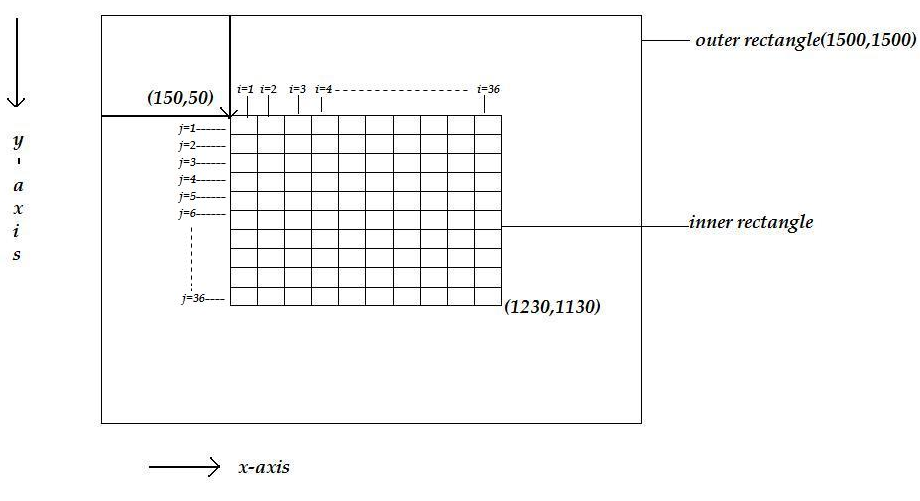 outer rectangle(1500,1500)
i=1 i=2 i=3 i=4 i=36
(150,50)
j=1
j=2
j=3
j=4
j=5
j=6
j=36
y-axis
inner rectangle
(1230,1130)
x-axis